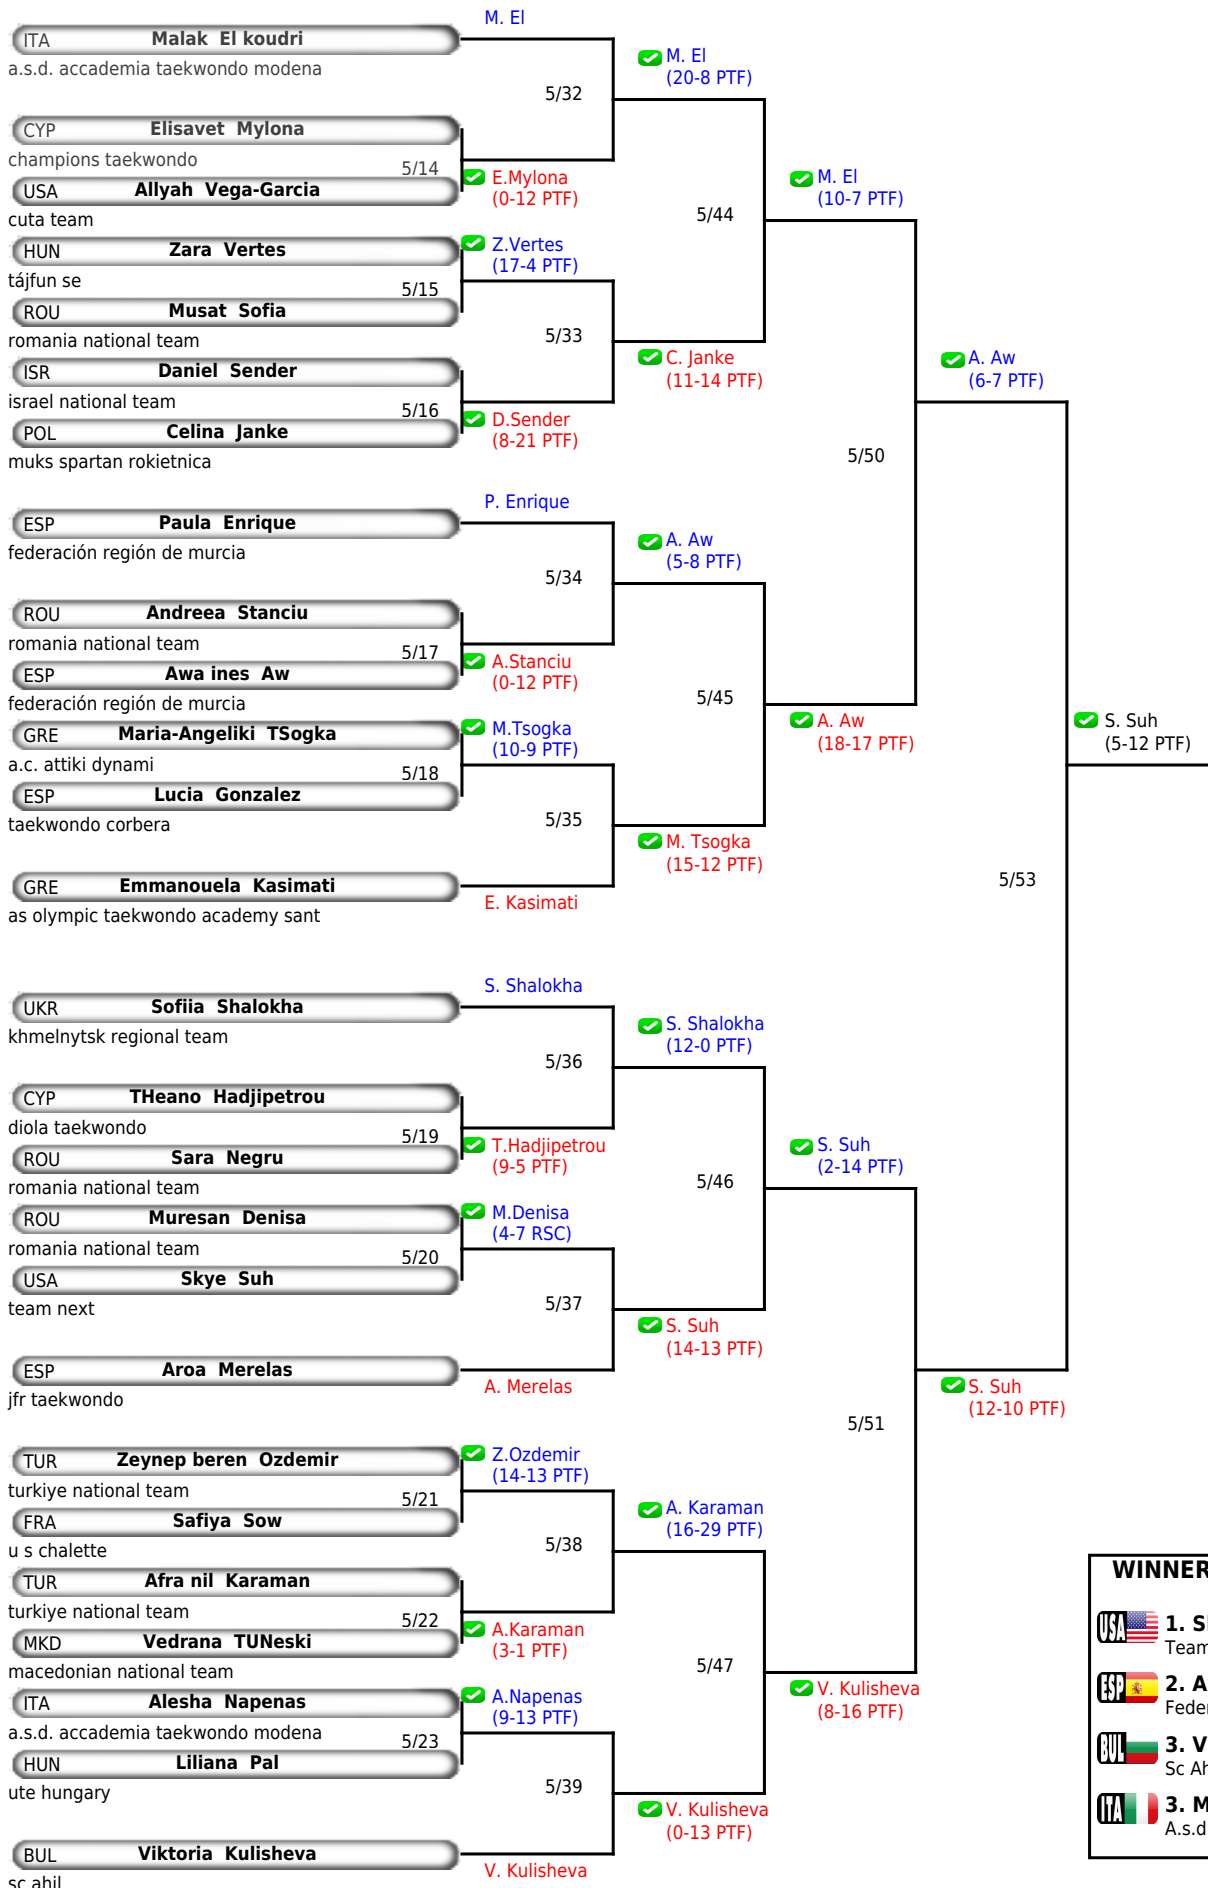 M. El
ITA Malak El koudri
a.s.d. accademia taekwondo modena
M. El
(20-8 PTF)
5/32
CYP Elisavet Mylona
champions taekwondo
5/14
USA Allyah Vega-Garcia
cuta team
E.Mylona
(0-12 PTF)
M. El
(10-7 PTF)
5/44
HUN Zara Vertes
tájfun se
Z.Vertes
(17-4 PTF)
5/15
ROU Musat Sofia
romania national team
5/33
C. Janke
(11-14 PTF)
ISR Daniel Sender
israel national team
5/16
POL Celina Janke
muks spartan rokietnica
D.Sender
(8-21 PTF)
A. Aw
(6-7 PTF)
5/50
P. Enrique
ESP Paula Enrique
federación región de murcia
A. Aw
(5-8 PTF)
5/34
ROU Andreea Stanciu
romania national team
5/17
ESP Awa ines Aw
federación región de murcia
A.Stanciu
(0-12 PTF)
5/45
A. Aw
(18-17 PTF)
GRE Maria-Angeliki TSogka
a.c. attiki dynami
M.Tsogka
(10-9 PTF)
5/18
ESP Lucia Gonzalez
taekwondo corbera
5/35
M. Tsogka
(15-12 PTF)
GRE Emmanouela Kasimati
as olympic taekwondo academy sant
E. Kasimati
S. Suh
(5-12 PTF)
5/53
S. Shalokha
UKR Sofiia Shalokha
khmelnytsk regional team
S. Shalokha
(12-0 PTF)
5/36
CYP THeano Hadjipetrou
diola taekwondo
5/19
ROU Sara Negru
romania national team
T.Hadjipetrou
(9-5 PTF)
S. Suh
(2-14 PTF)
5/46
ROU Muresan Denisa
romania national team
M.Denisa
(4-7 RSC)
5/20
USA Skye Suh
team next
5/37
S. Suh
(14-13 PTF)
ESP Aroa Merelas
jfr taekwondo
A. Merelas
S. Suh
(12-10 PTF)
5/51
TUR Zeynep beren Ozdemir
turkiye national team
Z.Ozdemir
(14-13 PTF)
5/21
FRA Safiya Sow
u s chalette
A. Karaman
(16-29 PTF)
5/38
TUR Afra nil Karaman
turkiye national team
5/22
MKD Vedrana TUNeski
macedonian national team
A.Karaman
(3-1 PTF)
5/47
V. Kulisheva
(8-16 PTF)
ITA Alesha Napenas
a.s.d. accademia taekwondo modena
A.Napenas
(9-13 PTF)
5/23
HUN Liliana Pal
ute hungary
5/39
V. Kulisheva
(0-13 PTF)
BUL Viktoria Kulisheva
sc ahil
V. Kulisheva
WINNER
USA 1.
Team
ESP 2. A
ESP
BUL 3. V
Sc
ITA 3. M
A.s.d